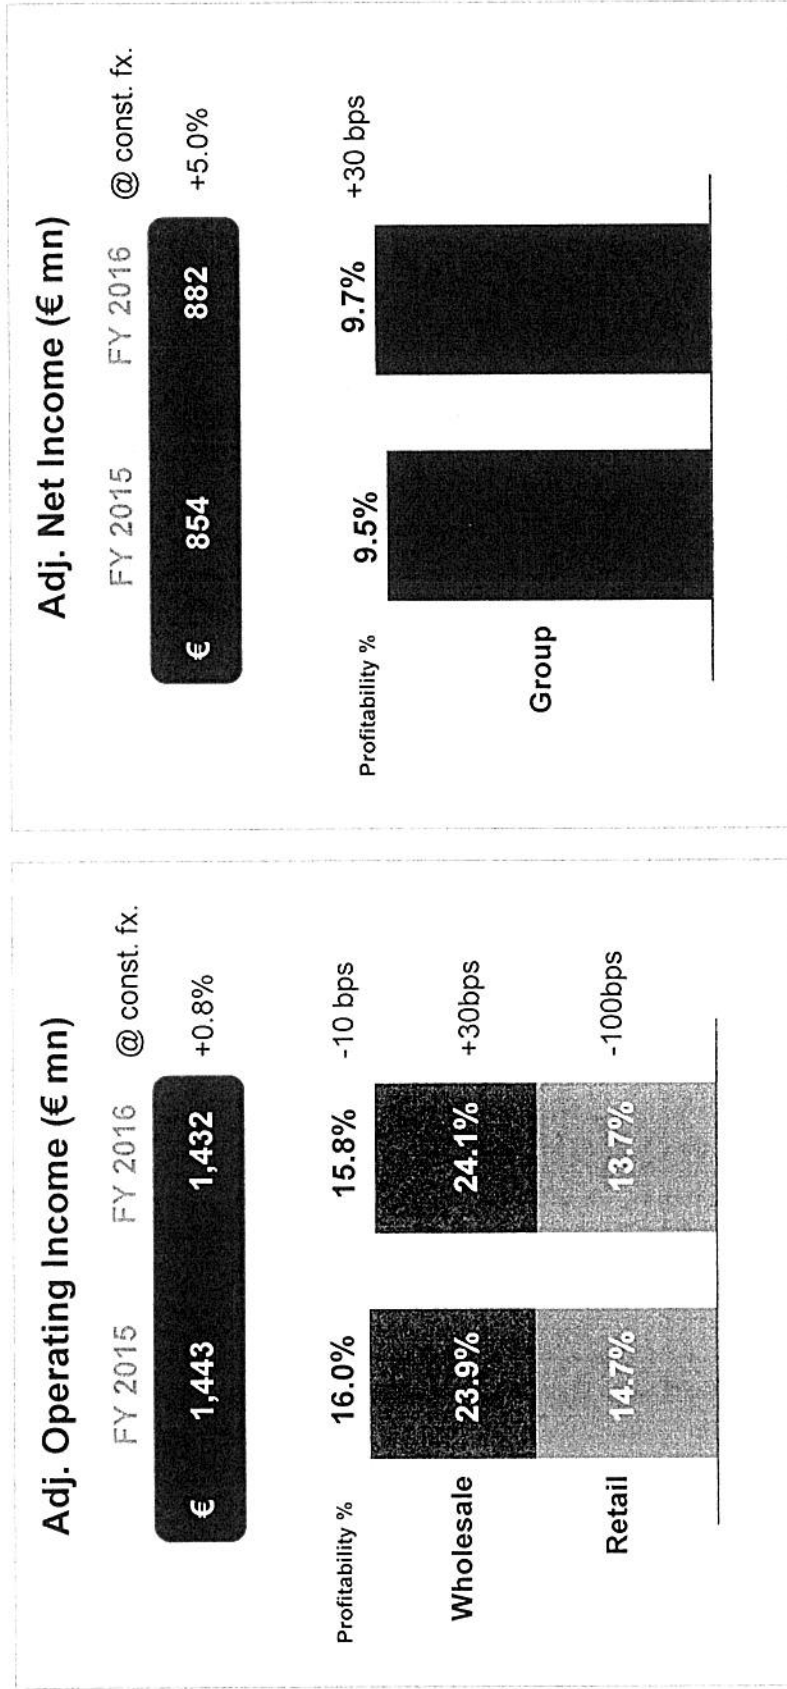 Adj. Operating Income (€ mn)
FY 2015 FY 2016 @ const. fx.
€ 1,443 1,432 +0.8%
Profitability % 16.0% 15.8% -10 bps
Wholesale 23.9% 24.1% +30bps
Retail 14.7% 13.7% -100bps
Adj. Net Income (€ mn)
FY 2015 FY 2016 @ const. fx.
€ 854 882 +5.0%
Profitability % 9.5% 9.7% +30 bps
Group